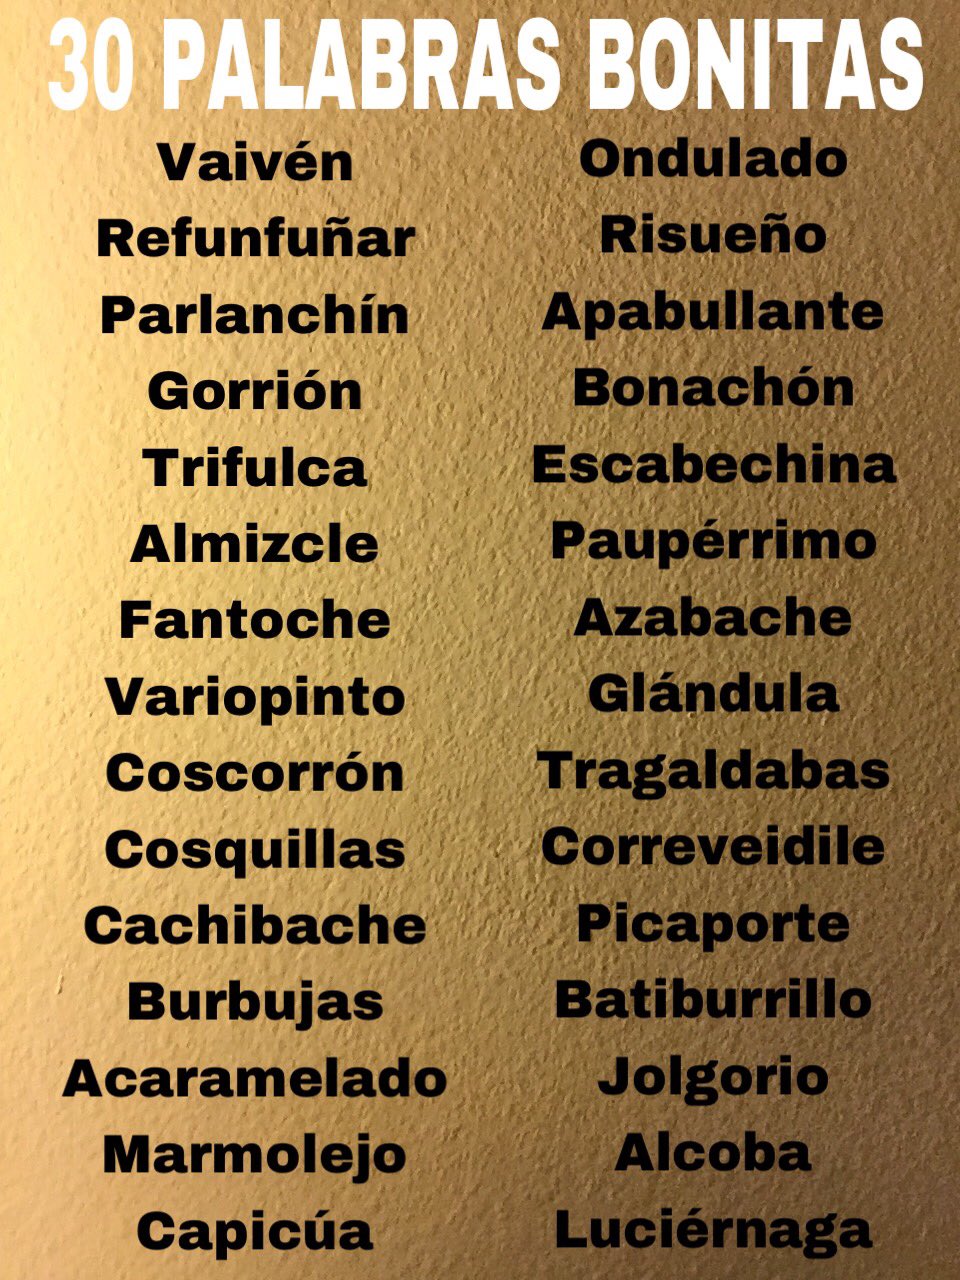 30 PALABRAS BONITAS
Vaivén
Refunfuñar
Parlanchín
Gorrión
Trifulca
Almizcle
Fantoche
Variopinto
Coscorrón
Cosquillas
Cachibache
Burbujas
Acaramelado
Marmolejo
Capicúa
Ondulado
Risueño
Apabullante
Bonachón
Escabechina
Paupérrimo
Azabache
Glándula
Tragaldabas
Correveidile
Picaporte
Batiburrillo
Jolgorio
Alcoba
Luciérnaga